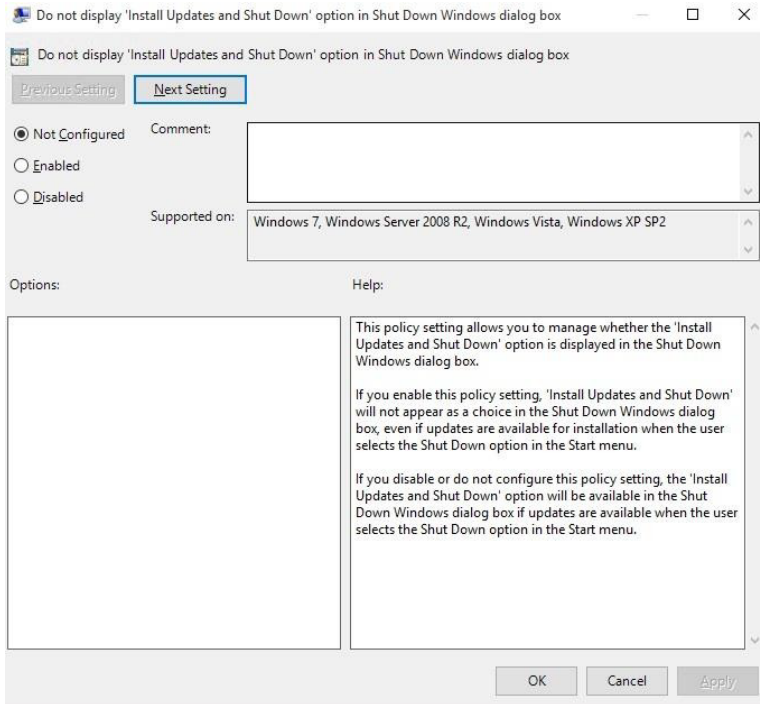 Do not display 'Install Updates and Shut Down' option in Shut Down Windows dialog box
Do not display 'Install Updates and Shut Down' option in Shut Down Windows dialog box
Previous Setting
Next Setting
Not Configured
Enabled
Disabled
Comment:
Supported on:
Windows 7, Windows Server 2008 R2, Windows Vista, Windows XP SP2
Options:
Help:
This policy setting allows you to manage whether the 'Install
Updates and Shut Down' option is displayed in the Shut Down
Windows dialog box.
If you enable this policy setting, 'Install Updates and Shut Down'
will not appear as a choice in the Shut Down Windows dialog
box, even if updates are available for installation when the user
selects the Shut Down option in the Start menu.
If you disable or do not configure this policy setting, the 'Install
Updates and Shut Down' option will be available in the Shut
Down Windows dialog box if updates are available when the user
selects the Shut Down option in the Start menu.
OK
Cancel
Apply